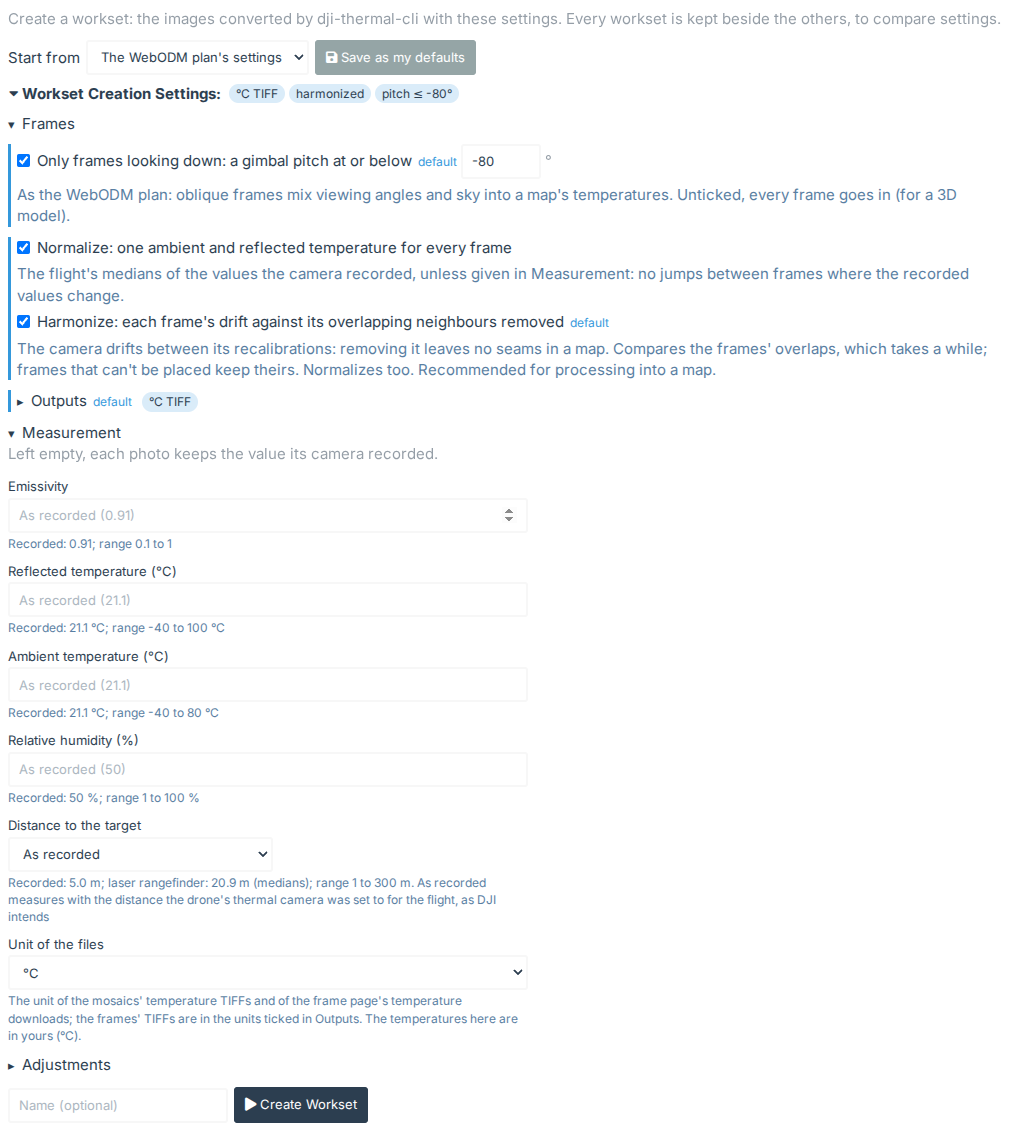 Create a workset: the images converted by dji-thermal-cli with these settings. Every workset is kept beside the others, to compare settings.
Start from The WebODM plan's settings Save as my defaults
Workset Creation Settings: °C TIFF harmonized pitch ≤ -80°
Frames
Only frames looking down: a gimbal pitch at or below default -80 °
As the WebODM plan: oblique frames mix viewing angles and sky into a map's temperatures. Unticked, every frame goes in (for a 3D
model).
Normalize: one ambient and reflected temperature for every frame
The flight's medians of the values the camera recorded, unless given in Measurement: no jumps between frames where the recorded
values change.
Harmonize: each frame's drift against its overlapping neighbours removed default
The camera drifts between its recalibrations: removing it leaves no seams in a map. Compares the frames' overlaps, which takes a while;
frames that can't be placed keep theirs. Normalizes too. Recommended for processing into a map.
Outputs default °C TIFF
Measurement
Left empty, each photo keeps the value its camera recorded.
Emissivity
As recorded (0.91)
Recorded: 0.91; range 0.1 to 1
Reflected temperature (°C)
As recorded (21.1)
Recorded: 21.1 °C; range -40 to 100 °C
Ambient temperature (°C)
As recorded (21.1)
Recorded: 21.1 °C; range -40 to 80 °C
Relative humidity (%)
As recorded (50)
Recorded: 50 %; range 1 to 100 %
Distance to the target
As recorded
Recorded: 5.0 m; laser rangefinder: 20.9 m (medians); range 1 to 300 m. As recorded
measures with the distance the drone's thermal camera was set to for the flight, as DJI
intends
Unit of the files
°C
The unit of the mosaics' temperature TIFFs and of the frame page's temperature
downloads; the frames' TIFFs are in the units ticked in Outputs. The temperatures here are
in yours (°C).
Adjustments
Name (optional) Create Workset